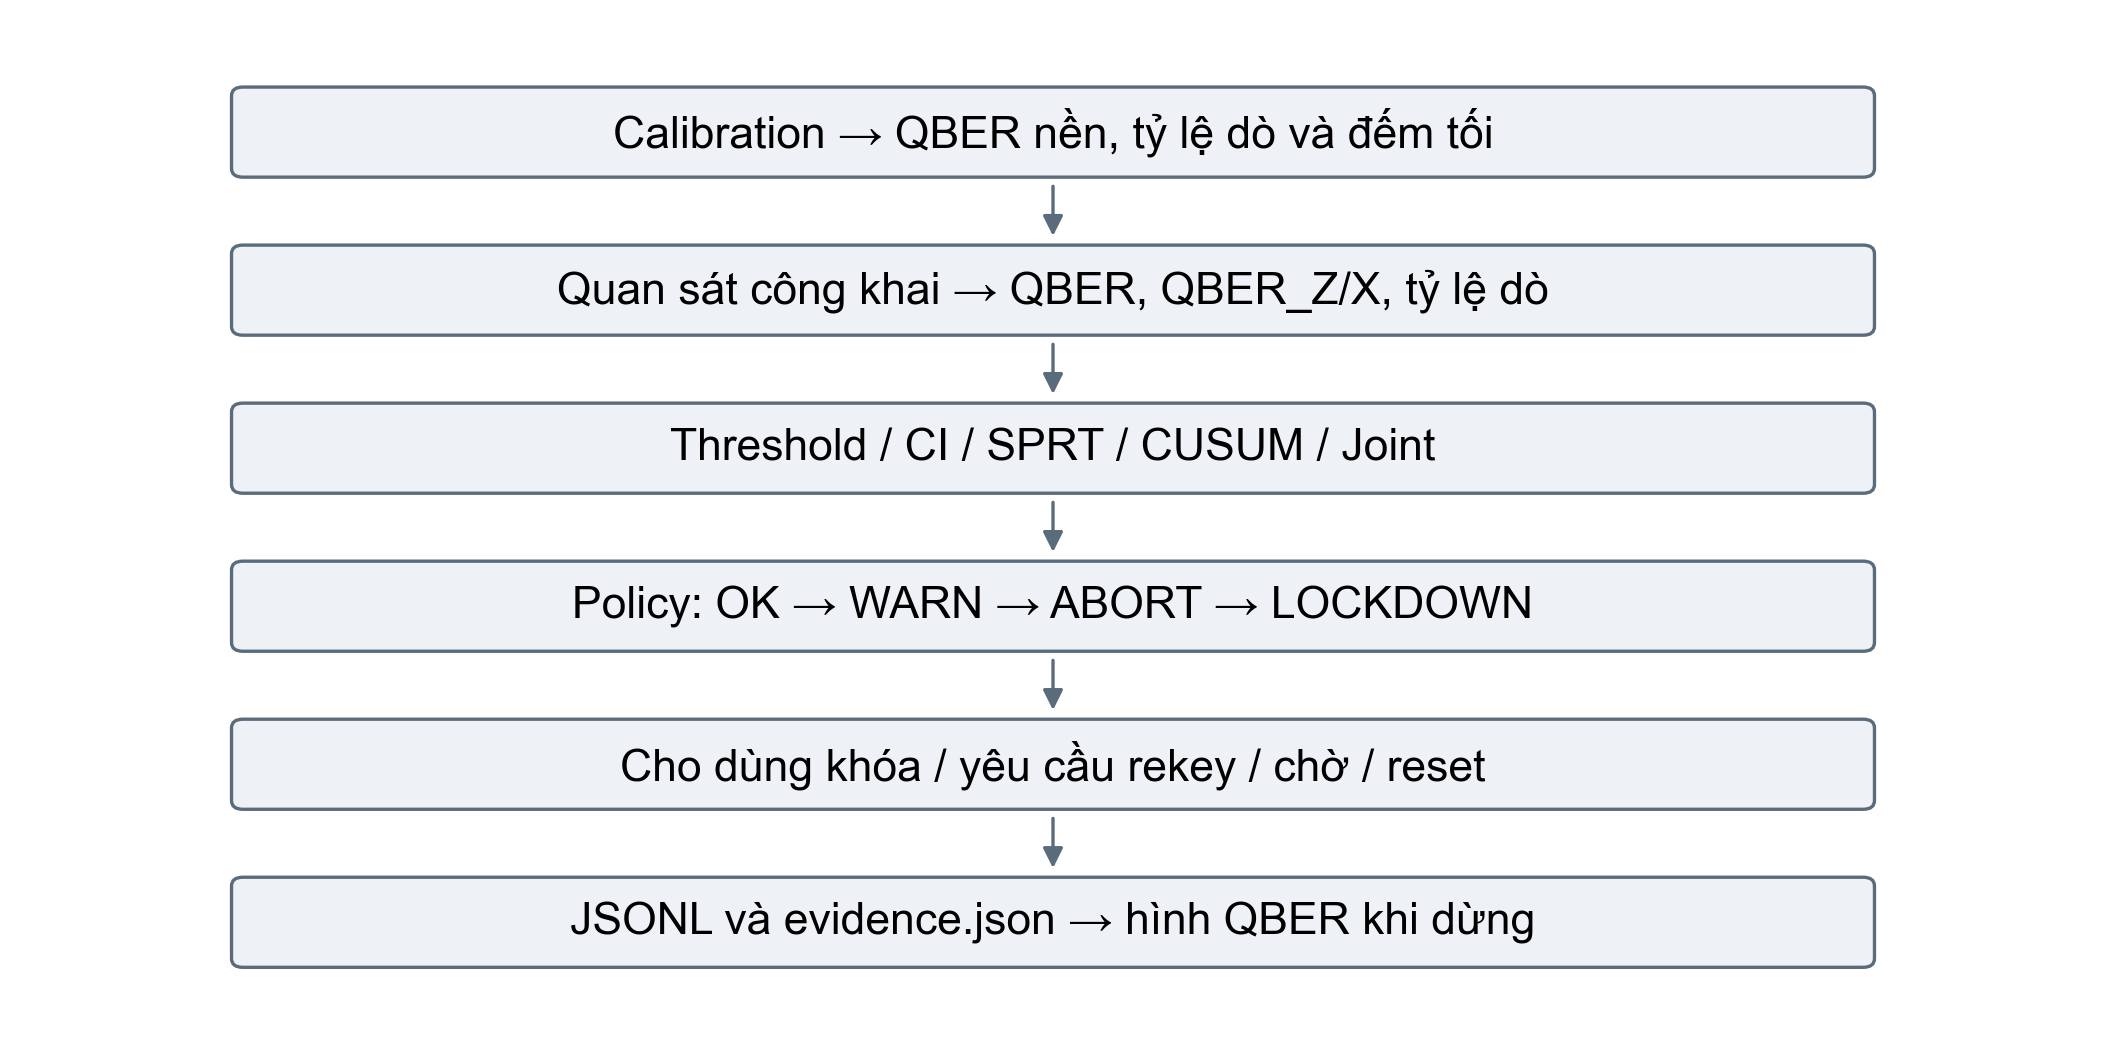 Calibration → QBER nền, tỷ lệ dò và đếm tối
Quan sát công khai → QBER, QBER_Z/X, tỷ lệ dò
Threshold / CI / SPRT / CUSUM / Joint
Policy: OK → WARN → ABORT → LOCKDOWN
Cho dùng khóa / yêu cầu rekey / chờ / reset
JSONL và evidence.json → hình QBER khi dừng